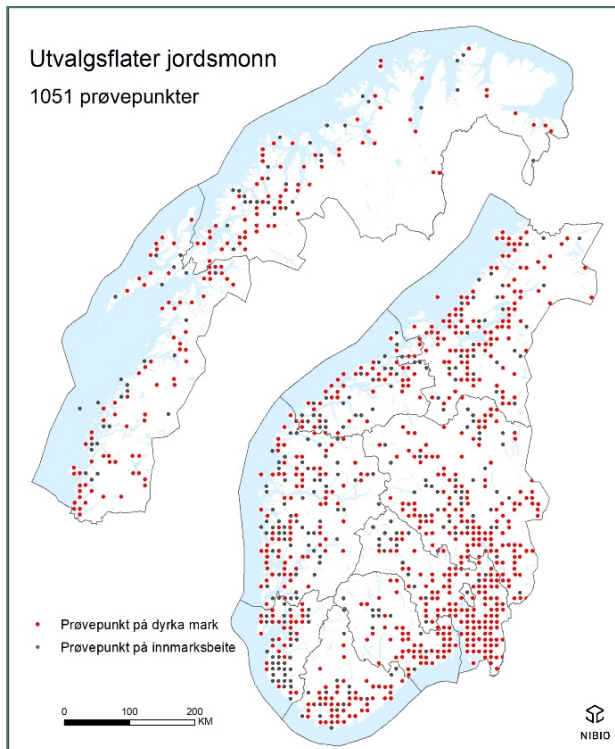 Utvalgsflater jordsmonn
1051 prøvepunkter
Prøvepunkt på dyrka mark
Prøvepunkt på innmarksbeite
0 100 200
KM
NIBIO